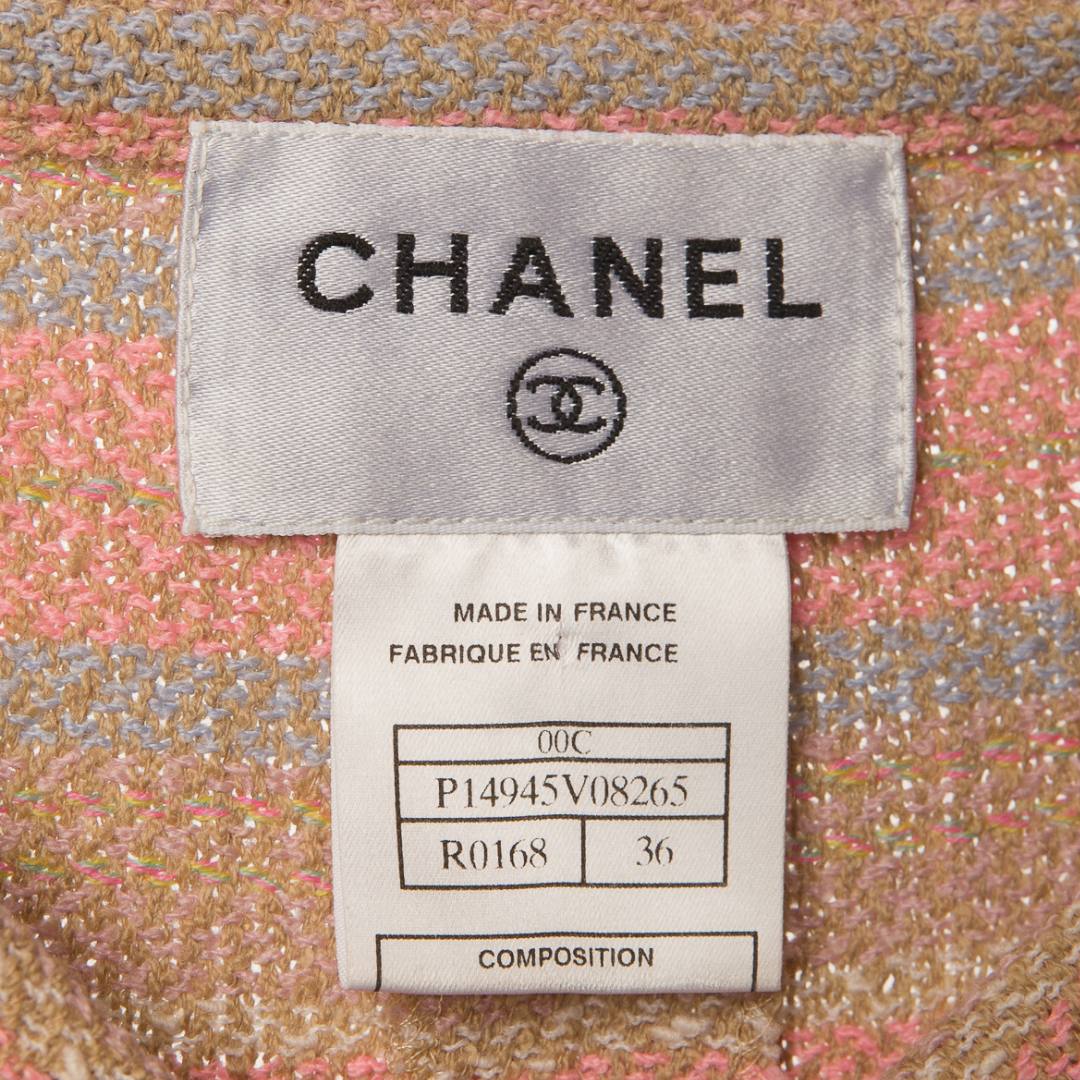 CHANEL
MADE IN FRANCE
FABRIQUE EN FRANCE
00C
P14945V08265
R0168 36
COMPOSITION